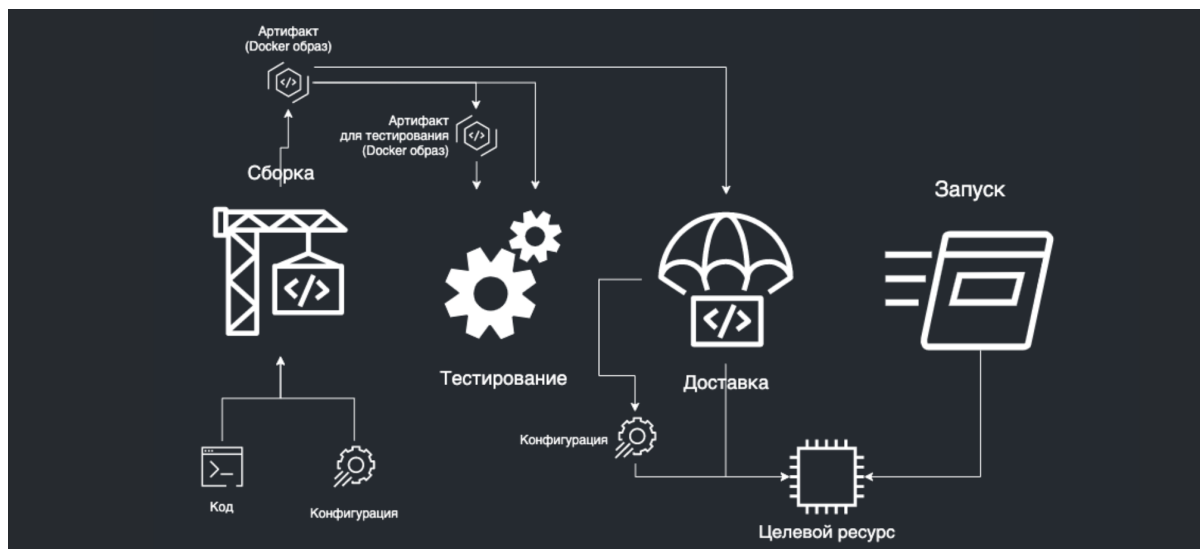 Артифакт
(Docker образ)
Артифакт
для тестирования
(Docker образ)
Сборка
Запуск
Тестирование
Доставка
Конфигурация
Код
Конфигурация
Целевой ресурс